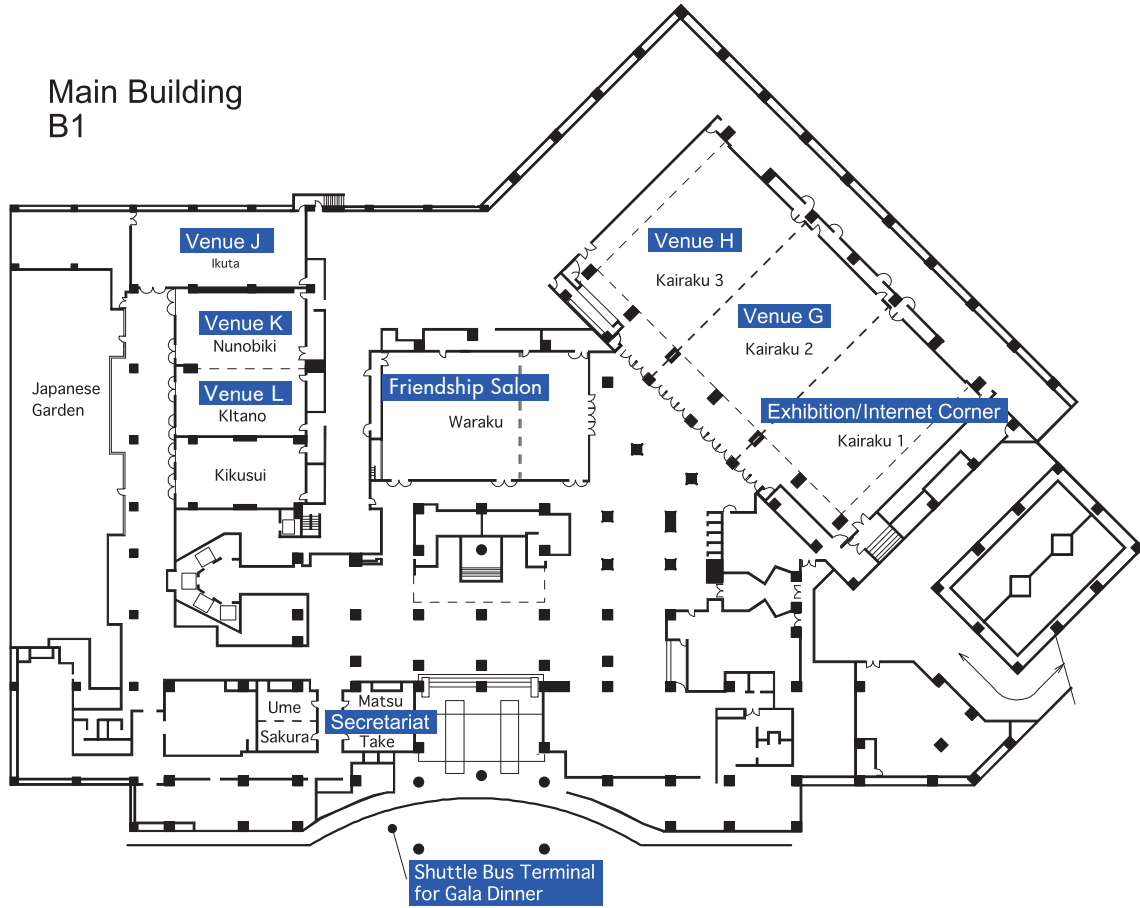 Main Building
B1
Venue J
Ikuta
Venue H
Kairaku 3
Venue K
Nunobiki
Venue G
Kairaku 2
Japanese
Garden
Venue L
KItano
Friendship Salon
Waraku
Exhibition/Internet Corner
Kairaku 1
Kikusui
Ume
Sakura
Matsu
Secretariat
Take
Shuttle Bus Terminal
for Gala Dinner